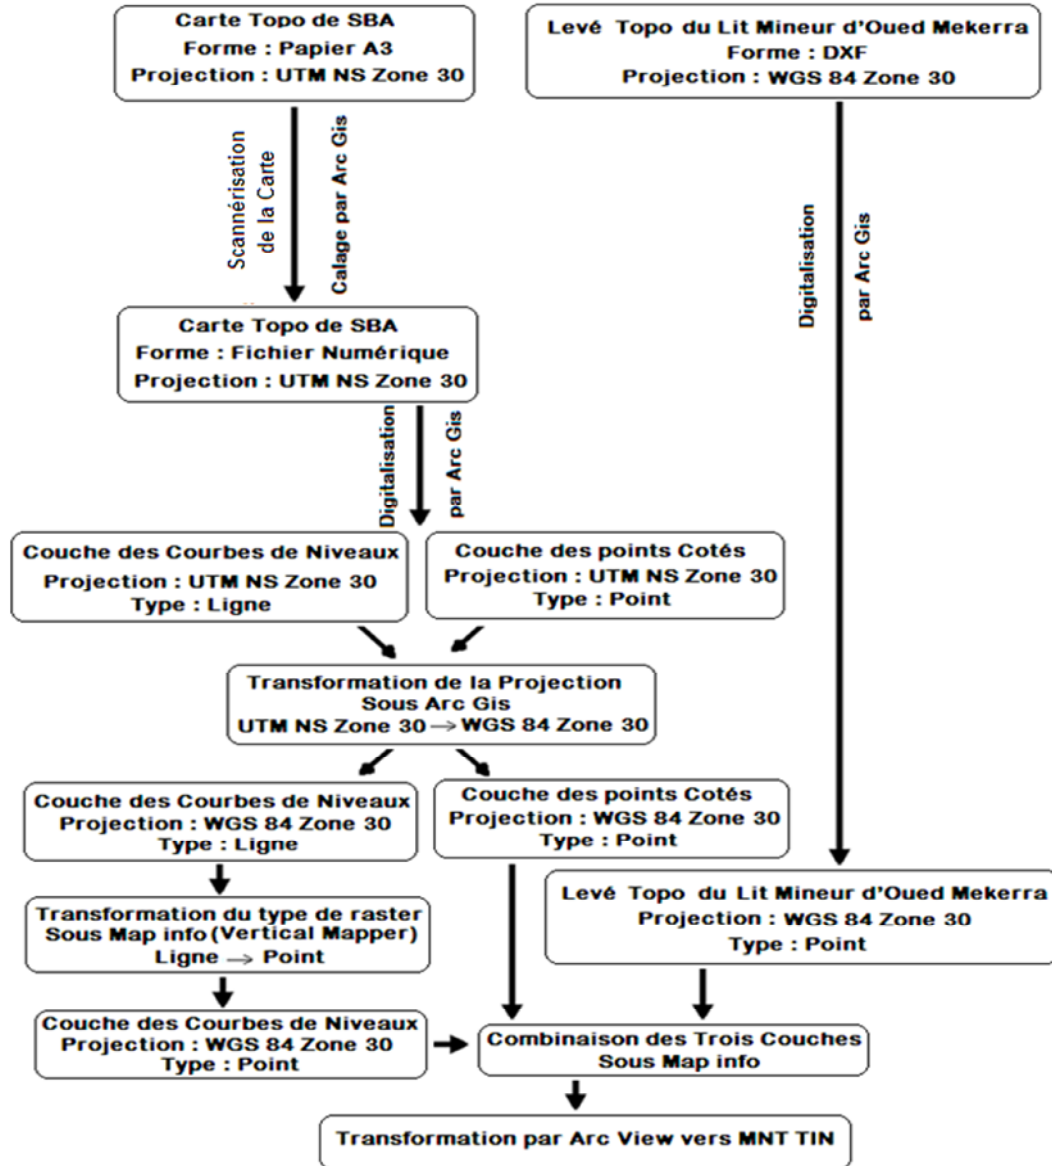 Carte Topo de SBA
Forme : Papier A3
Projection : UTM NS Zone 30
Levé Topo du Lit Mineur d'Oued Mekerra
Forme : DXF
Projection : WGS 84 Zone 30
Scannérisation
de la Carte
Calage par Arc Gis
Digitalisation
par Arc Gis
Carte Topo de SBA
Forme : Fichier Numérique
Projection : UTM NS Zone 30
Digitalisation
par Arc Gis
Couche des Courbes de Niveaux
Projection : UTM NS Zone 30
Type : Ligne
Couche des points Cotés
Projection : UTM NS Zone 30
Type : Point
Transformation de la Projection
Sous Arc Gis
UTM NS Zone 30 → WGS 84 Zone 30
Couche des Courbes de Niveaux
Projection : WGS 84 Zone 30
Type : Ligne
Couche des points Cotés
Projection : WGS 84 Zone 30
Type : Point
Transformation du type de raster
Sous Map info (Vertical Mapper)
Ligne → Point
Levé Topo du Lit Mineur d'Oued Mekerra
Projection : WGS 84 Zone 30
Type : Point
Couche des Courbes de Niveaux
Projection : WGS 84 Zone 30
Type : Point
Combinaison des Trois Couches
Sous Map info
Transformation par Arc View vers MNT TIN